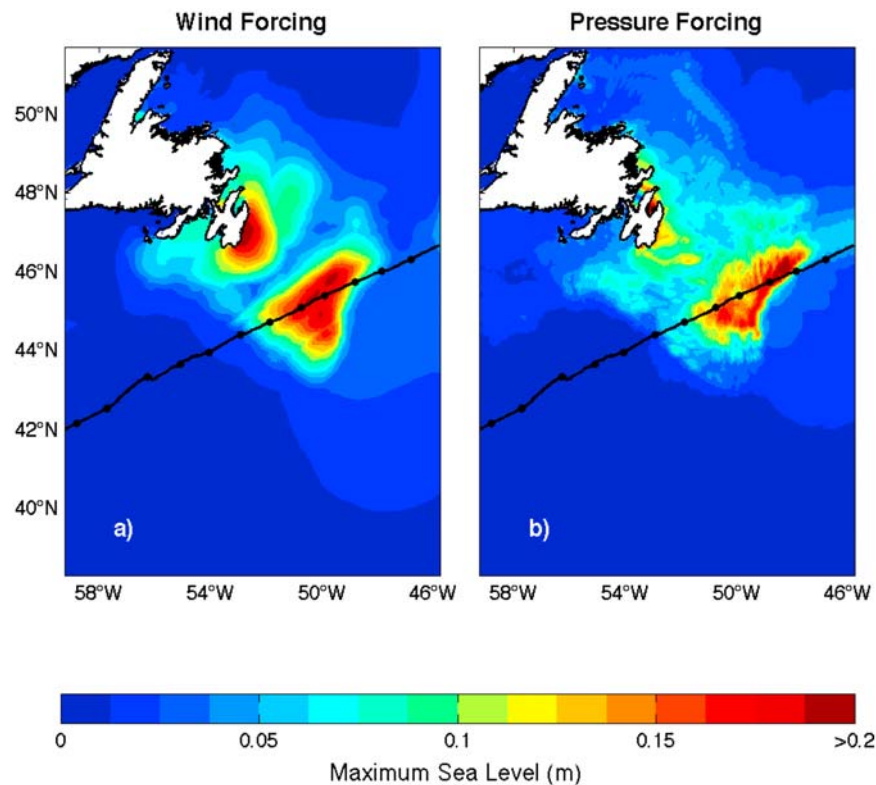 Wind Forcing
Pressure Forcing
50°N
48°N
46°N
44°N
42°N
40°N
a)
b)
58°W 54°W 50°W 46°W
58°W 54°W 50°W 46°W
0 0.05 0.1 0.15 >0.2
Maximum Sea Level (m)